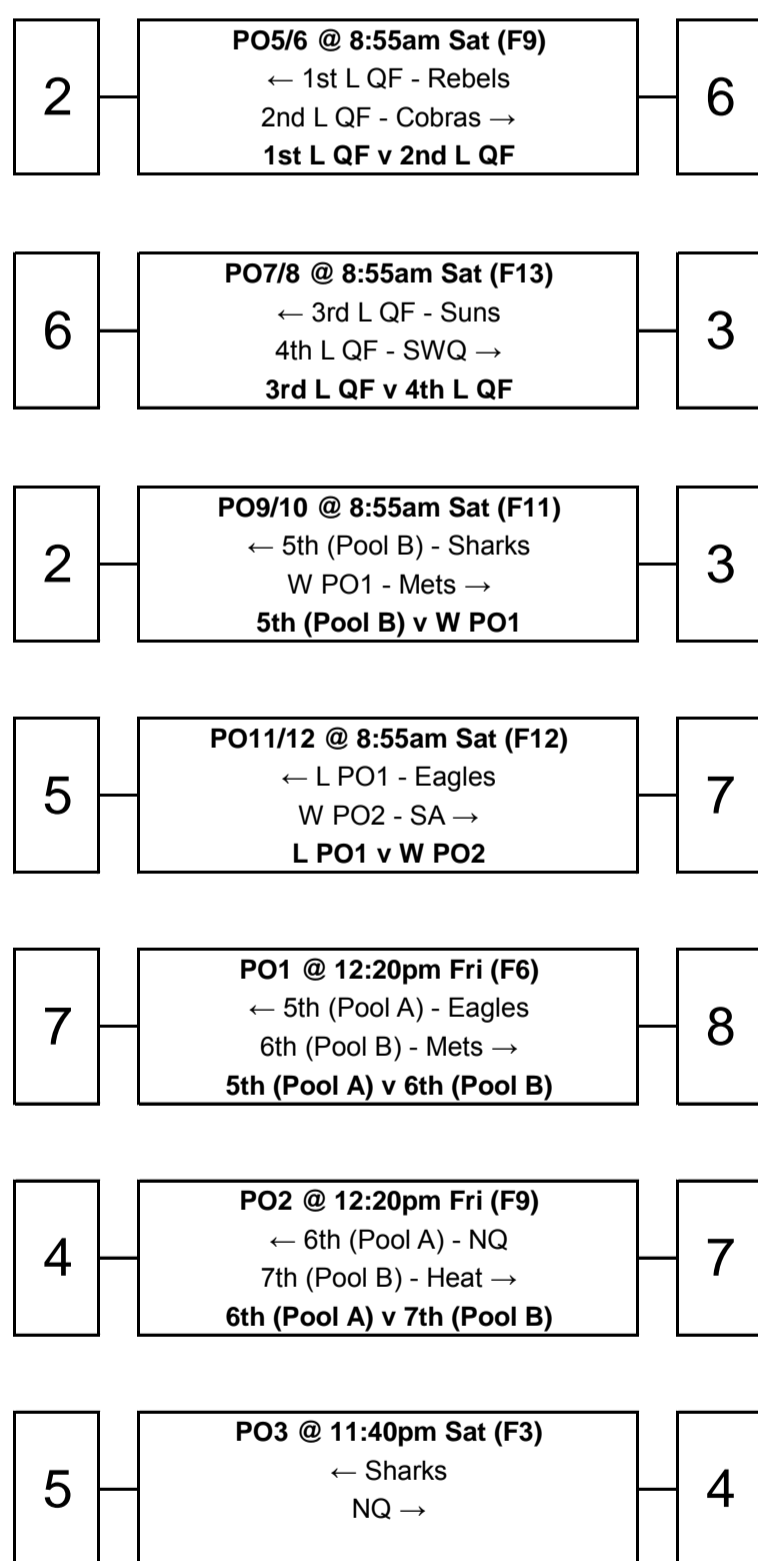 PO5/6 @ 8:55am Sat (F9)
2
← 1st L QF - Rebels
2nd L QF - Cobras →
6
1st L QF v 2nd L QF
PO7/8 @ 8:55am Sat (F13)
6
← 3rd L QF - Suns
4th L QF - SWQ →
3
3rd L QF v 4th L QF
PO9/10 @ 8:55am Sat (F11)
2
← 5th (Pool B) - Sharks
W PO1 - Mets →
3
5th (Pool B) v W PO1
PO11/12 @ 8:55am Sat (F12)
5
← L PO1 - Eagles
W PO2 - SA →
7
L PO1 v W PO2
PO1 @ 12:20pm Fri (F6)
7
← 5th (Pool A) - Eagles
6th (Pool B) - Mets →
8
5th (Pool A) v 6th (Pool B)
PO2 @ 12:20pm Fri (F9)
4
← 6th (Pool A) - NQ
7th (Pool B) - Heat →
7
6th (Pool A) v 7th (Pool B)
PO3 @ 11:40pm Sat (F3)
5
← Sharks
NQ →
4